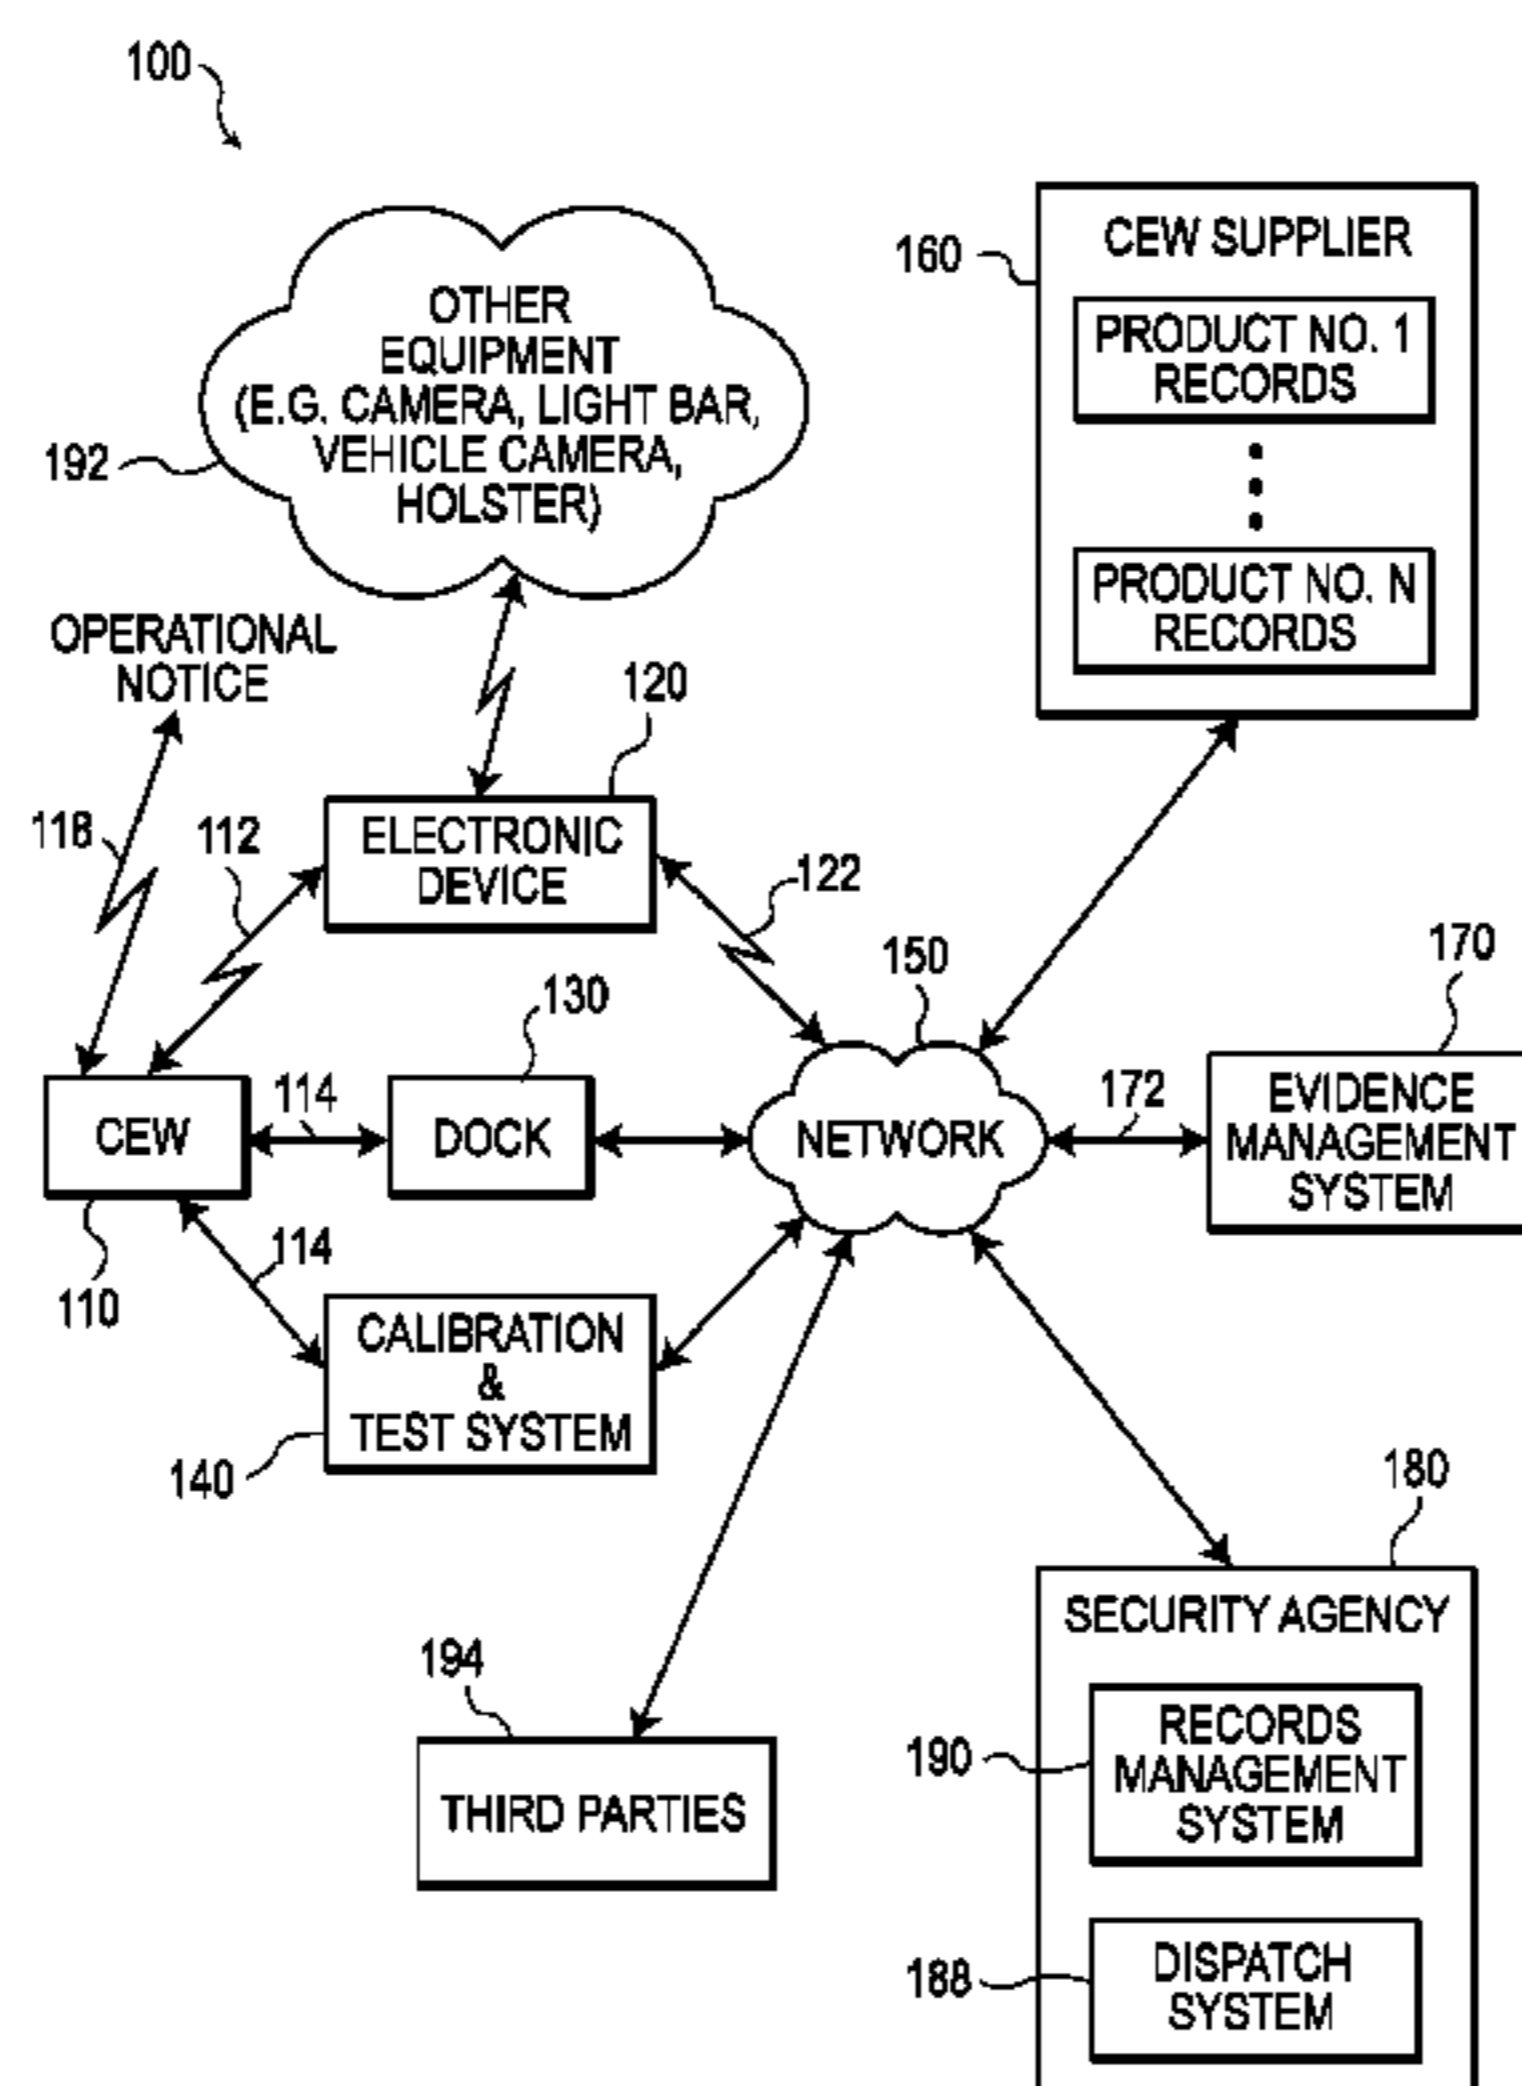 100
OTHER
EQUIPMENT
(E.G. CAMERA, LIGHT BAR,
VEHICLE CAMERA,
HOLSTER)
192
160
CEW SUPPLIER
PRODUCT NO. 1
RECORDS
PRODUCT NO. N
RECORDS
OPERATIONAL
NOTICE
120
118
112
ELECTRONIC
DEVICE
122
150
170
130
CEW
114
DOCK
NETWORK
172
EVIDENCE
MANAGEMENT
SYSTEM
110
114
CALIBRATION
&
TEST SYSTEM
140
180
SECURITY AGENCY
194
THIRD PARTIES
190
RECORDS
MANAGEMENT
SYSTEM
188
DISPATCH
SYSTEM